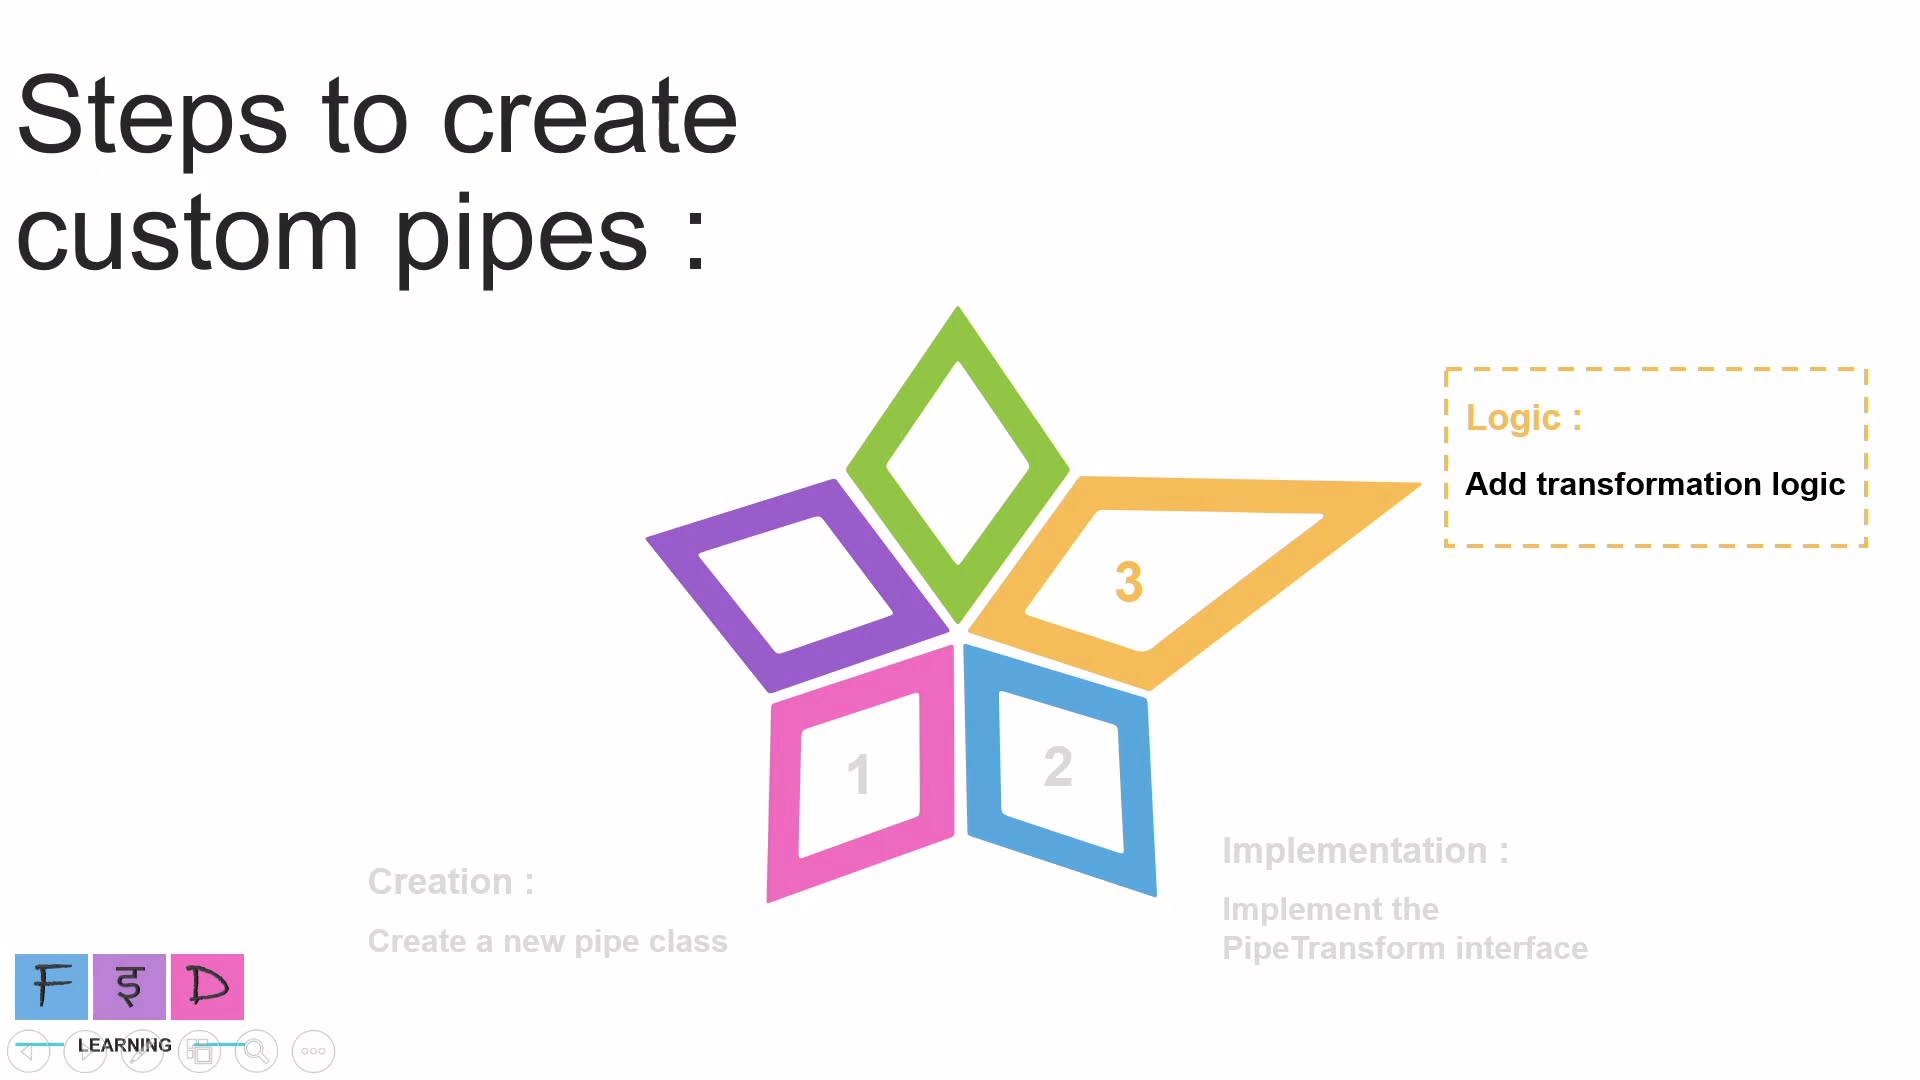 Steps to create
custom pipes :
Logic :
Add transformation logic
3
1
2
Creation :
Create a new pipe class
Implementation :
Implement the
PipeTransform interface
F इ D
LEARNING